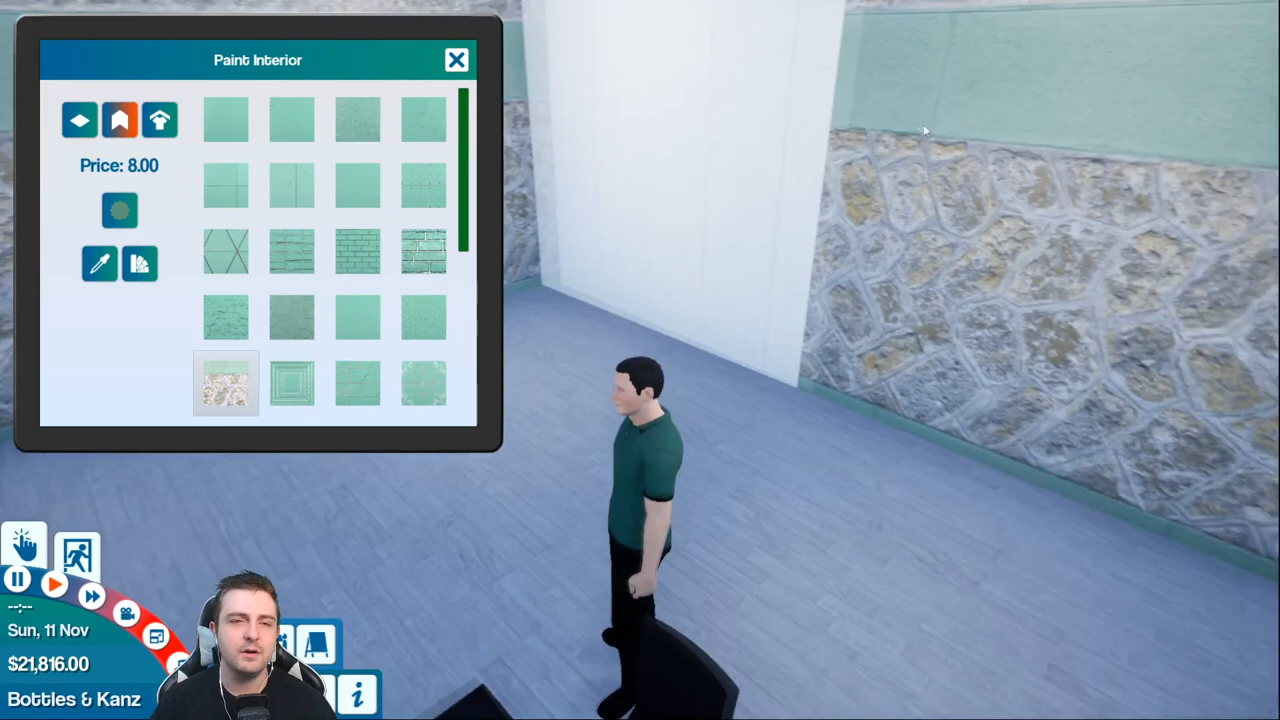 Paint Interior
Price: 8.00
--:--
Sun, 11 Nov
$21,816.00
Bottles & Kanz